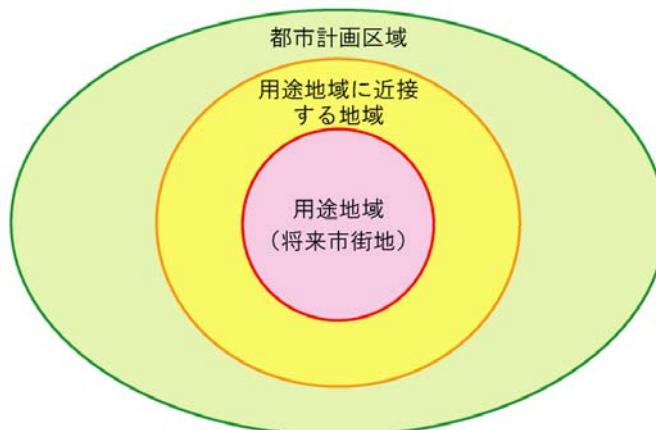 都市計画区域
用途地域に近接
する地域
用途地域
（将来市街地）